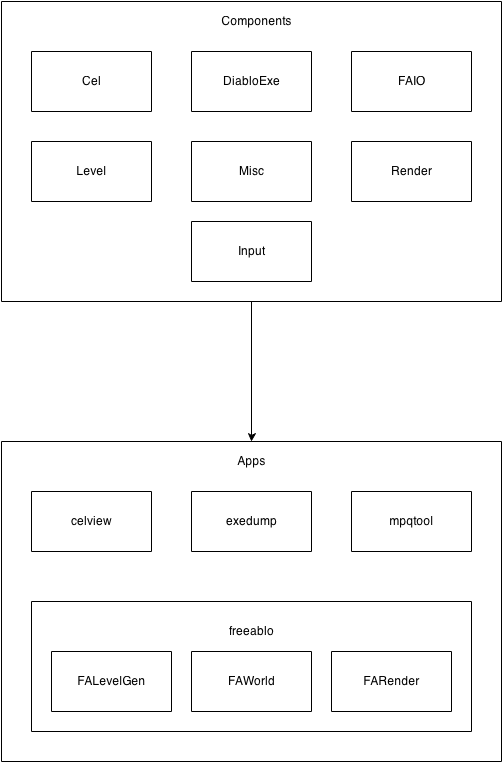 Components
Cel
DiabloExe
FAIO
Level
Misc
Render
Input
Apps
celview
exedump
mpqtool
freeablo
FALevelGen
FAWorld
FARender